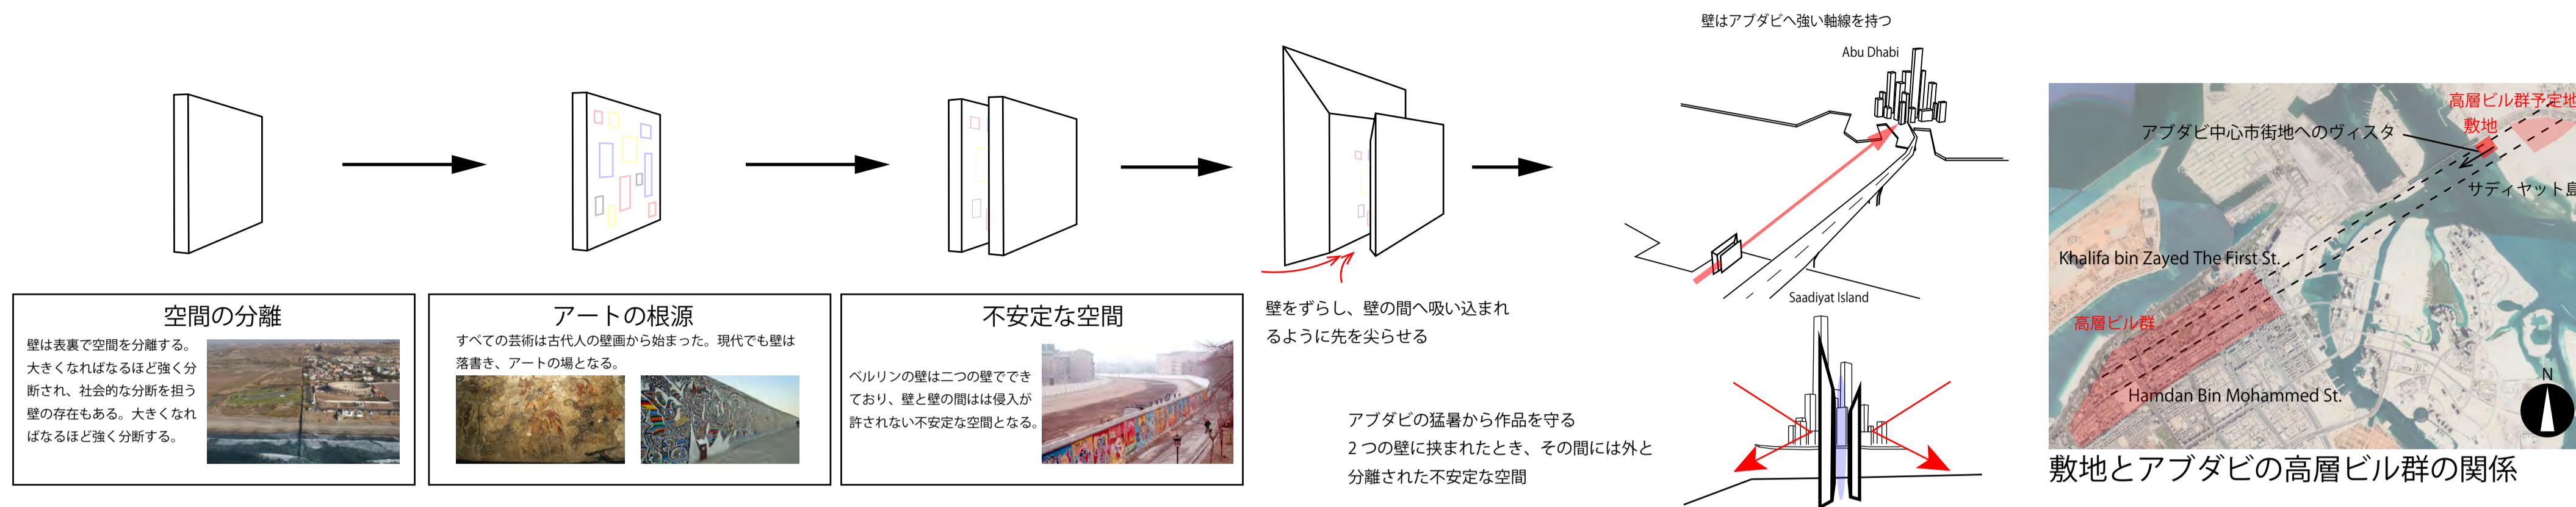 空間の分離
壁は表裏で空間を分離する。
大きくなればなるほど強く分
断され、社会的な分断を担う
壁の存在もある。大きくなれ
ばなるほど強く分断する。
アートの根源
すべての芸術は古代人の壁画から始まった。現代でも壁は
落書き、アートの場となる。
不安定な空間
ベルリンの壁は二つの壁ででき
ており、壁と壁の間はは侵入が
許されない不安定な空間となる。
壁をずらし、壁の間へ吸い込まれ
るように先を尖らせる
アブダビの猛暑から作品を守る
2 つの壁に挟まれたとき、その間には外と
分離された不安定な空間
壁はアブダビへ強い軸線を持つ
Abu Dhabi
Saadiyat Island
高層ビル群予定地
敷地
アブダビ中心市街地へのヴィスタ
サディヤット島
Khalifa bin Zayed The First St.
高層ビル群
Hamdan Bin Mohammed St.
N
敷地とアブダビの高層ビル群の関係